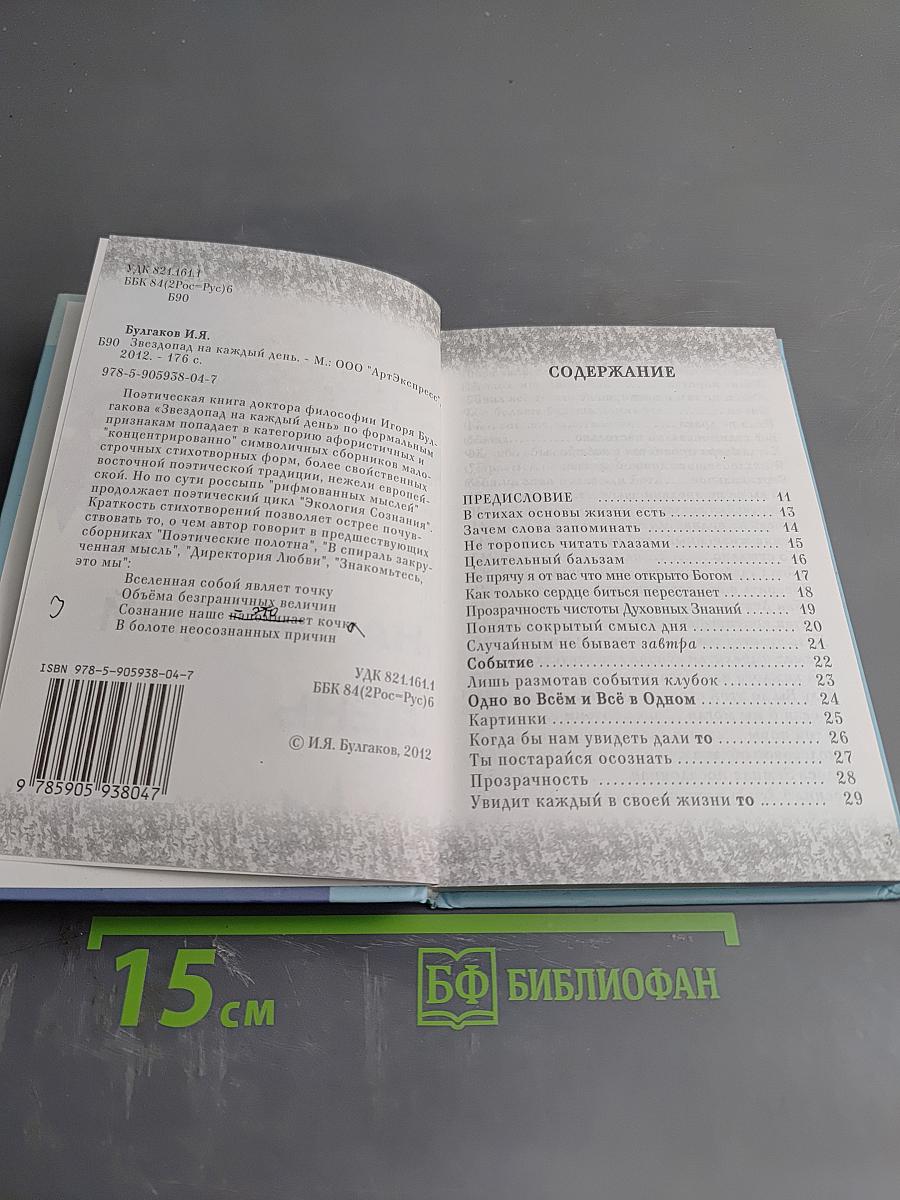 УДК 821.161.1
ББК 84(2Рос=Рус)6
Б90
Булгаков И.Я.
Б90 Звездопад на каждый день. - М.: ООО "АртЭкспресс",
2012. - 176 с.
978-5-905938-04-7
Поэтическая книга доктора философии Игоря Бул-
гакова «Звездопад на каждый день» по формальным
признакам попадает в категорию афористичных и
"концентрированно" символичных сборников мало-
строчных стихотворных форм, более свойственных
восточной поэтической традиции, нежели европей-
ской. Но по сути россыпь "рифмованных мыслей"
продолжает поэтический цикл "Экология Сознания".
Краткость стихотворений позволяет острее почув-
ствовать то, о чем автор говорит в предшествующих
сборниках "Поэтические полотна", "В спираль закру-
ченная мысль", "Директория Любви", "Знакомьтесь,
это мы":
Вселенная собой являет точку
Объёма безграничных величин
- это
Сознание наше напоминает кочку
В болоте неосознанных причин
УДК 821.161.1
ББК 84(2Рос=Рус)6
ISBN 978-5-905938-04-7
9 785905 938047
© И.Я. Булгаков, 2012
СОДЕРЖАНИЕ
ПРЕДИСЛОВИЕ .................... 11
В стихах основы жизни есть ............... 13
Зачем слова запоминать .................. 14
Не торопись читать глазами .............. 15
Целительный бальзам .................. 16
Не прячу я от вас что мне открыто Богом ....... 17
Как только сердце биться перестанет ......... 18
Прозрачность чистоты Духовных Знаний ....... 19
Понять сокрытый смысл дня .............. 20
Случайным не бывает завтра .............. 21
Событие .......................... 22
Лишь размотав события клубок ............ 23
Одно во Всём и Всё в Одном .............. 24
Картинки .......................... 25
Когда бы нам увидеть дали то ............. 26
Ты постарайся осознать .................. 27
Прозрачность ........................ 28
Увидит каждый в своей жизни то .......... 29
3
15 см
БФ БИБЛИОФАН